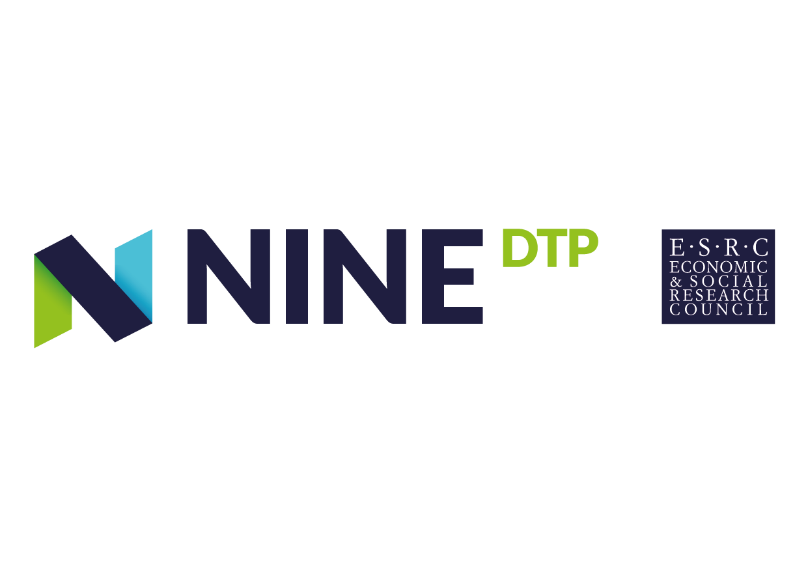 NINE DTP
E·S·R·C
ECONOMIC
& SOCIAL
RESEARCH
COUNCIL